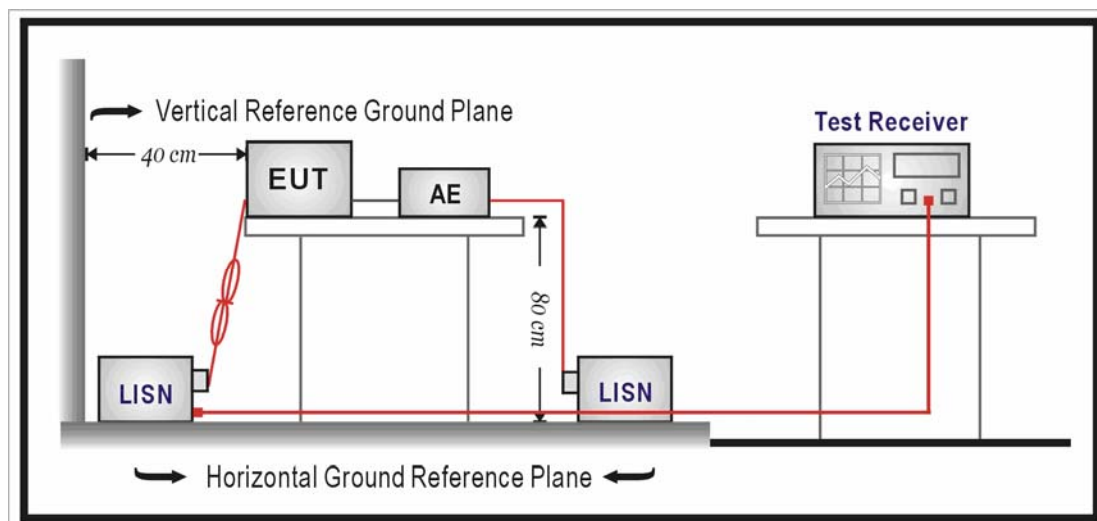 Vertical Reference Ground Plane
40 cm
EUT
AE
Test Receiver
80 cm
LISN
LISN
Horizontal Ground Reference Plane